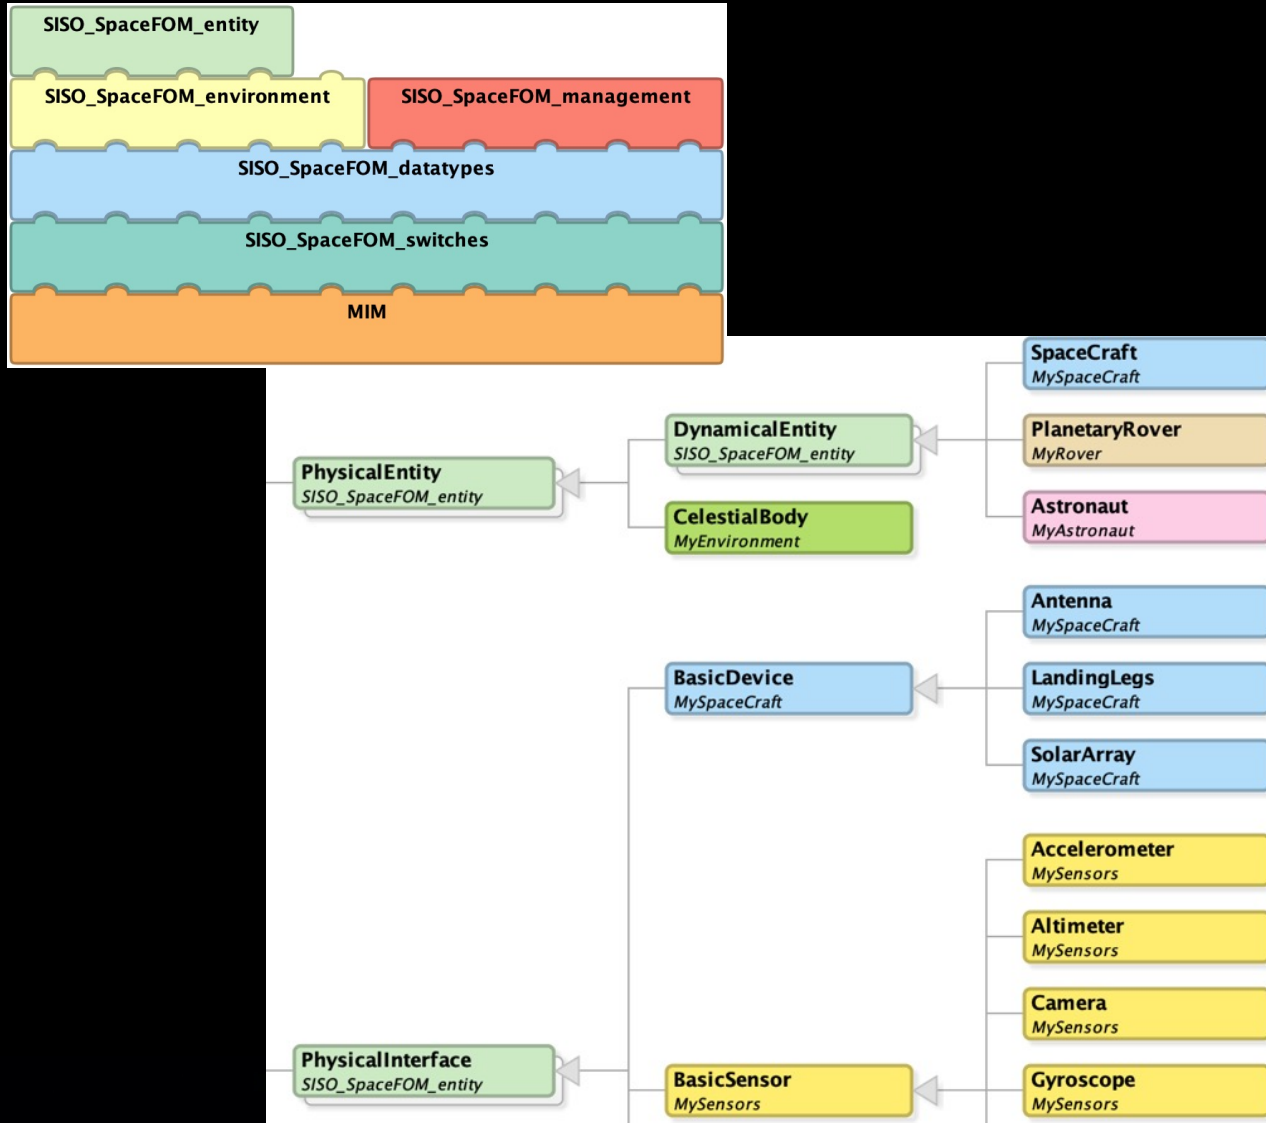 SISO_SpaceFOM_entity
SISO_SpaceFOM_environment
SISO_SpaceFOM_management
SISO_SpaceFOM_datatypes
SISO_SpaceFOM_switches
MIM
PhysicalEntity
SISO_SpaceFOM_entity
DynamicalEntity
SISO_SpaceFOM_entity
CelestialBody
MyEnvironment
SpaceCraft
MySpaceCraft
PlanetaryRover
MyRover
Astronaut
MyAstronaut
PhysicalInterface
SISO_SpaceFOM_entity
BasicDevice
MySpaceCraft
Antenna
MySpaceCraft
LandingLegs
MySpaceCraft
SolarArray
MySpaceCraft
BasicSensor
MySensors
Accelerometer
MySensors
Altimeter
MySensors
Camera
MySensors
Gyroscope
MySensors